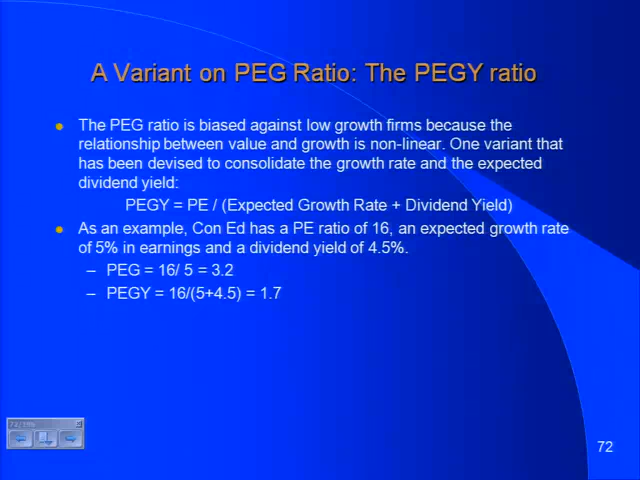 A Variant on PEG Ratio: The PEGY ratio
The PEG ratio is biased against low growth firms because the
relationship between value and growth is non-linear. One variant that
has been devised to consolidate the growth rate and the expected
dividend yield:
PEGY = PE / (Expected Growth Rate + Dividend Yield)
As an example, Con Ed has a PE ratio of 16, an expected growth rate
of 5% in earnings and a dividend yield of 4.5%.
– PEG = 16/ 5 = 3.2
– PEGY = 16/(5+4.5) = 1.7
72